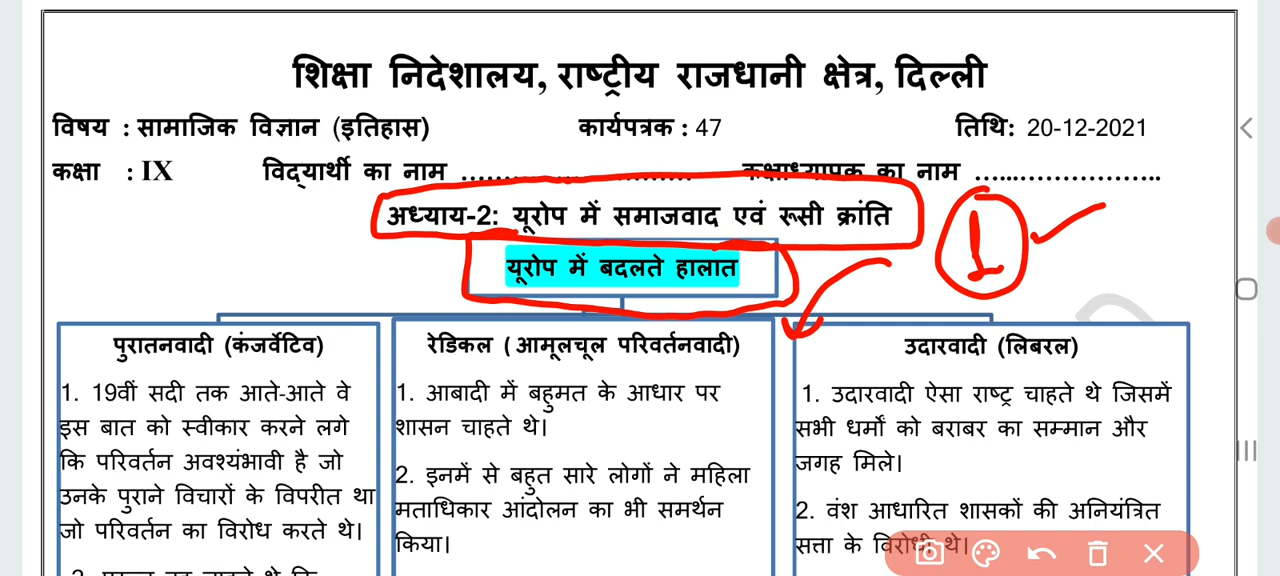 शिक्षा निदेशालय, राष्ट्रीय राजधानी क्षेत्र, दिल्ली
विषय : सामाजिक विज्ञान (इतिहास) कार्यपत्रक : 47 तिथि: 20-12-2021
कक्षा : IX विद्यार्थी का नाम ............................ कक्षाध्यापक का नाम ......................
अध्याय-2: यूरोप में समाजवाद एवं रूसी क्रांति
1
यूरोप में बदलते हालात
पुरातनवादी (कंजर्वेटिव)
1. 19वीं सदी तक आते-आते वे
इस बात को स्वीकार करने लगे
कि परिवर्तन अवश्यंभावी है जो
उनके पुराने विचारों के विपरीत था
जो परिवर्तन का विरोध करते थे।
रेडिकल ( आमूलचूल परिवर्तनवादी)
1. आबादी में बहुमत के आधार पर
शासन चाहते थे।
2. इनमें से बहुत सारे लोगों ने महिला
मताधिकार आंदोलन का भी समर्थन
किया।
उदारवादी (लिबरल)
1. उदारवादी ऐसा राष्ट्र चाहते थे जिसमें
सभी धर्मों को बराबर का सम्मान और
जगह मिले।
2. वंश आधारित शासकों की अनियंत्रित
सत्ता के विरोधी थे।